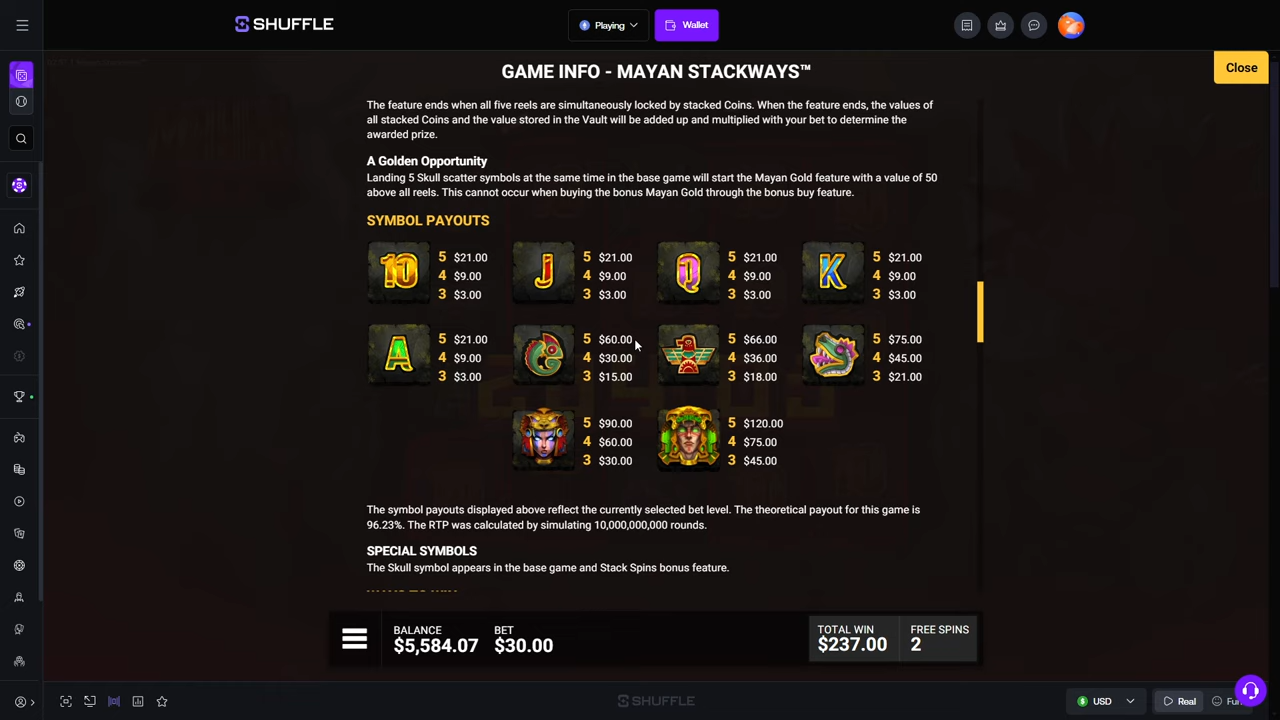 SHUFFLE
Playing
Wallet
Close
GAME INFO - MAYAN STACKWAYS™
The feature ends when all five reels are simultaneously locked by stacked Coins. When the feature ends, the values of
all stacked Coins and the value stored in the Vault will be added up and multiplied with your bet to determine the
awarded prize.
A Golden Opportunity
Landing 5 Skull scatter symbols at the same time in the base game will start the Mayan Gold feature with a value of 50
above all reels. This cannot occur when buying the bonus Mayan Gold through the bonus buy feature.
SYMBOL PAYOUTS
10 5 $21.00 4 $9.00 3 $3.00
J 5 $21.00 4 $9.00 3 $3.00
Q 5 $21.00 4 $9.00 3 $3.00
K 5 $21.00 4 $9.00 3 $3.00
A 5 $21.00 4 $9.00 3 $3.00
5 $60.00 4 $30.00 3 $15.00
5 $66.00 4 $36.00 3 $18.00
5 $75.00 4 $45.00 3 $21.00
5 $90.00 4 $60.00 3 $30.00
5 $120.00 4 $75.00 3 $45.00
The symbol payouts displayed above reflect the currently selected bet level. The theoretical payout for this game is
96.23%. The RTP was calculated by simulating 10,000,000,000 rounds.
SPECIAL SYMBOLS
The Skull symbol appears in the base game and Stack Spins bonus feature.
BALANCE
$5,584.07
BET
$30.00
TOTAL WIN
$237.00
FREE SPINS
2
SHUFFLE
USD
Real